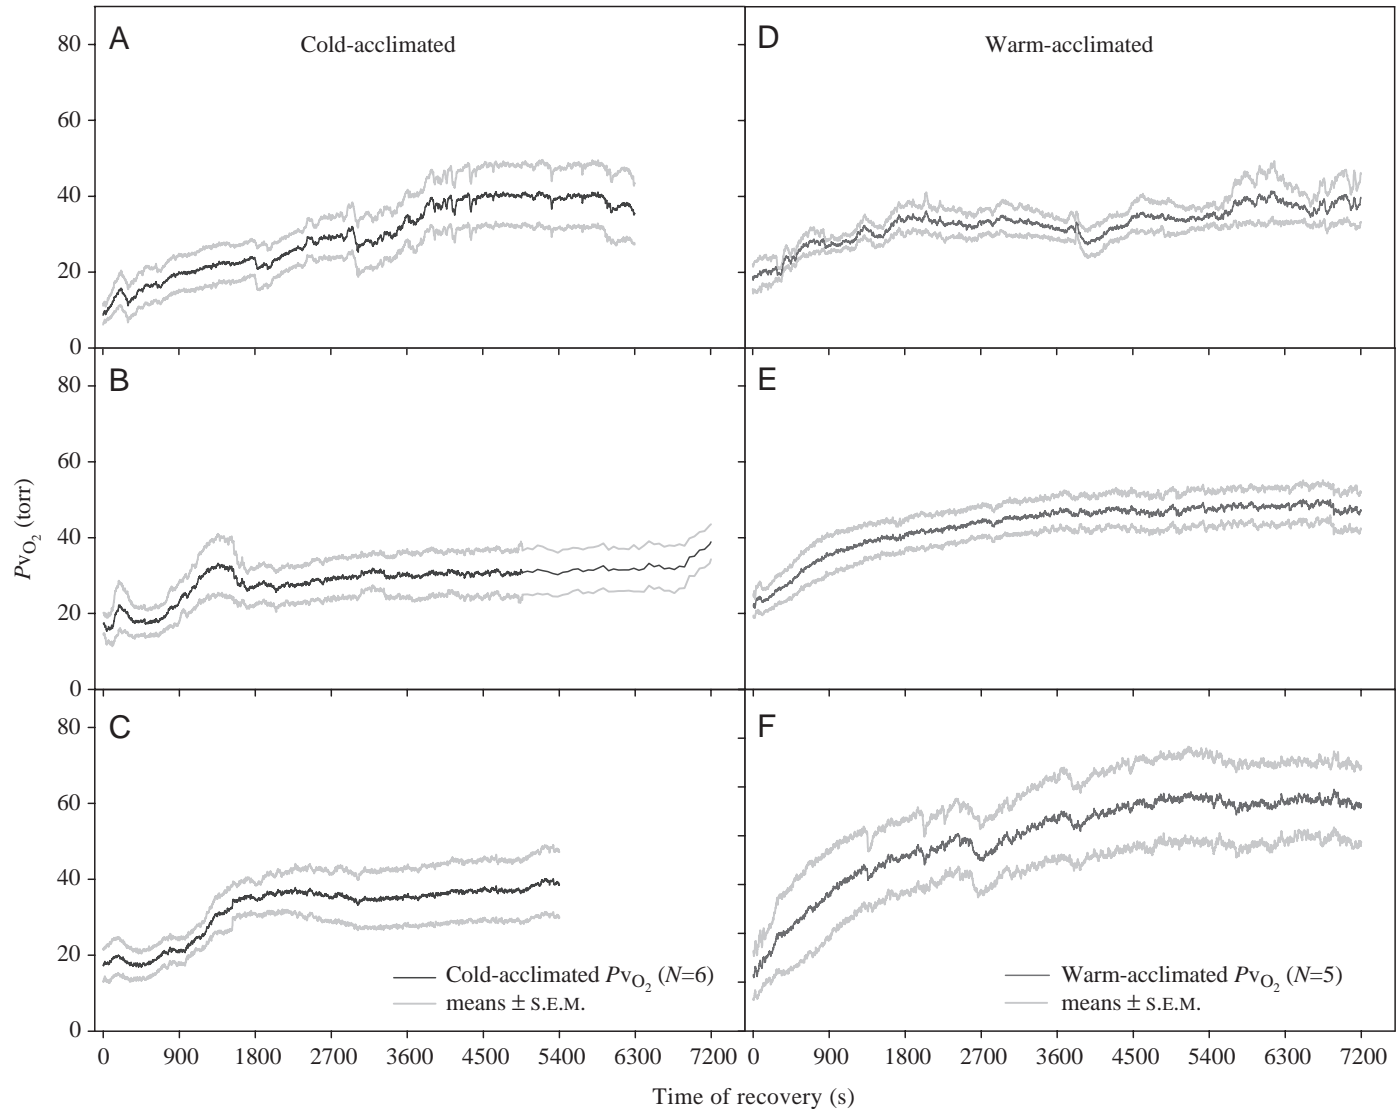 A
Cold-acclimated
D
Warm-acclimated
80
60
40
20
0
B
E
80
60
40
20
0
PvO2 (torr)
C
F
80
60
40
20
0
Cold-acclimated PvO2 (N=6)
means ± S.E.M.
Warm-acclimated PvO2 (N=5)
means ± S.E.M.
0 900 1800 2700 3600 4500 5400 6300 7200 0 900 1800 2700 3600 4500 5400 6300 7200
Time of recovery (s)